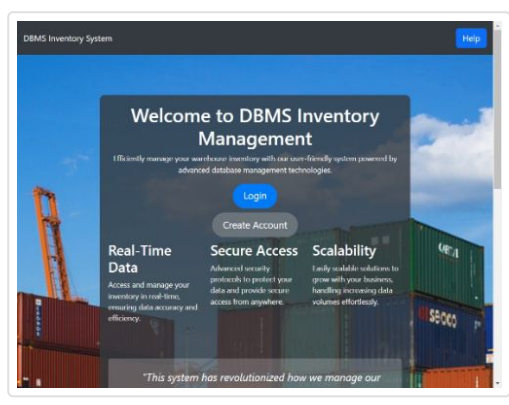 DBMS Inventory System
Help
Welcome to DBMS Inventory
Management
Efficiently manage your warehouse inventory with our user-friendly system powered by
advanced database management technologies.
Login
Create Account
Real-Time
Data
Access and manage your
inventory in real-time,
ensuring data accuracy and
efficiency.
Secure Access
Advanced security
protocols to protect your
data and provide secure
access from anywhere.
Scalability
Easily scalable solutions to
grow with your business,
handling increasing data
volumes effortlessly.
"This system has revolutionized how we manage our